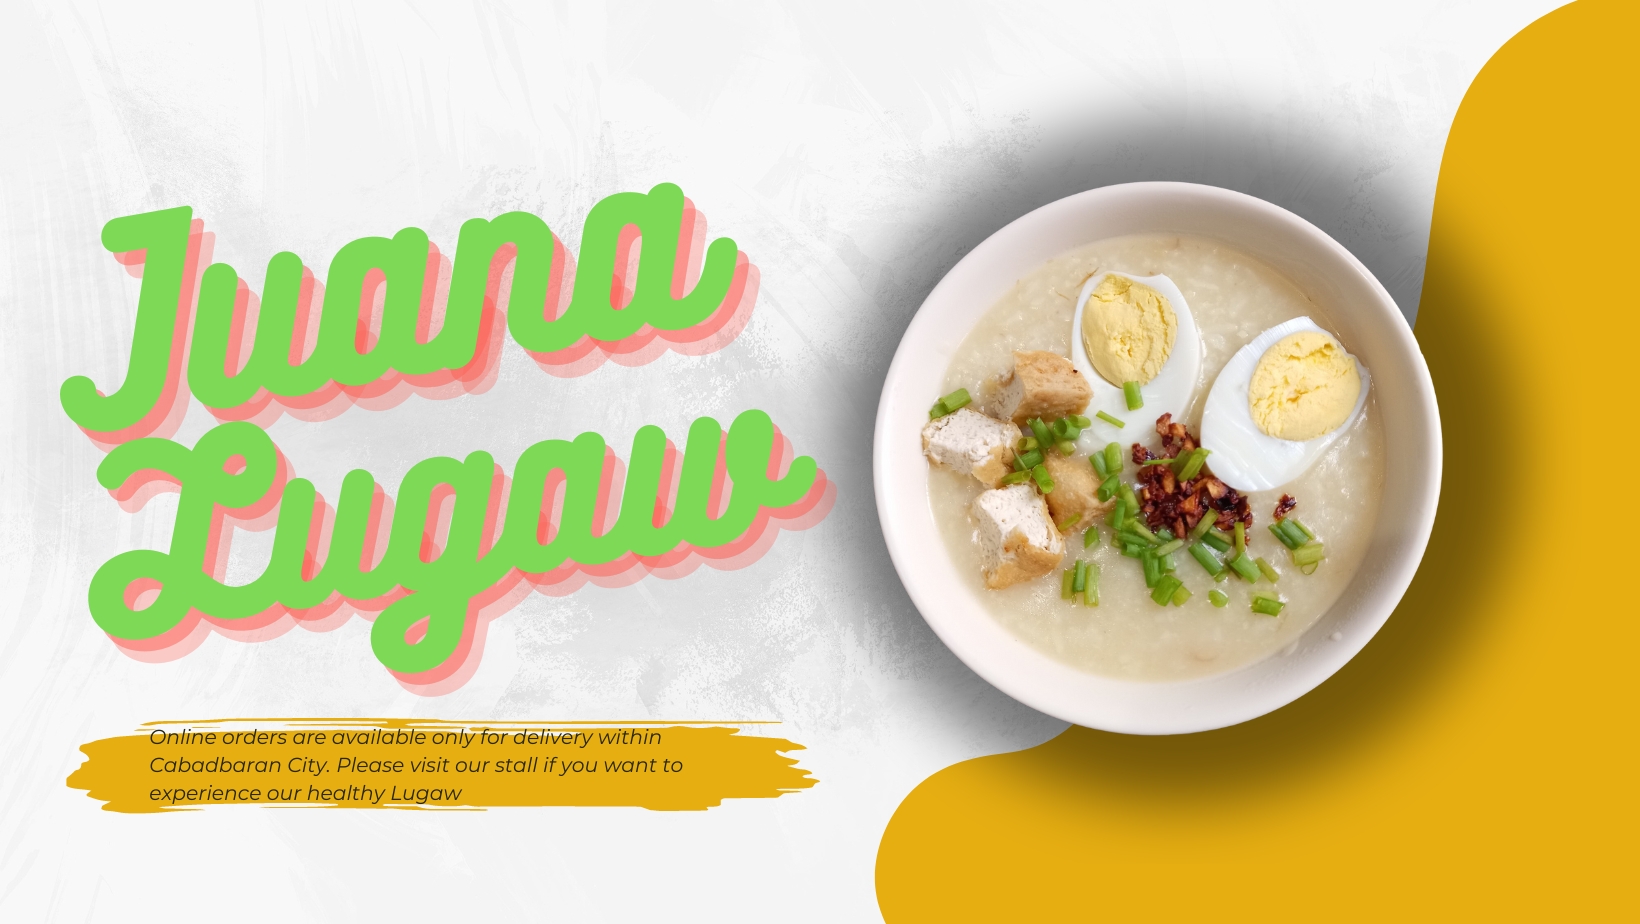 Juana
Lugaw
Online orders are available only for delivery within
Cabadbaran City. Please visit our stall if you want to
experience our healthy Lugaw